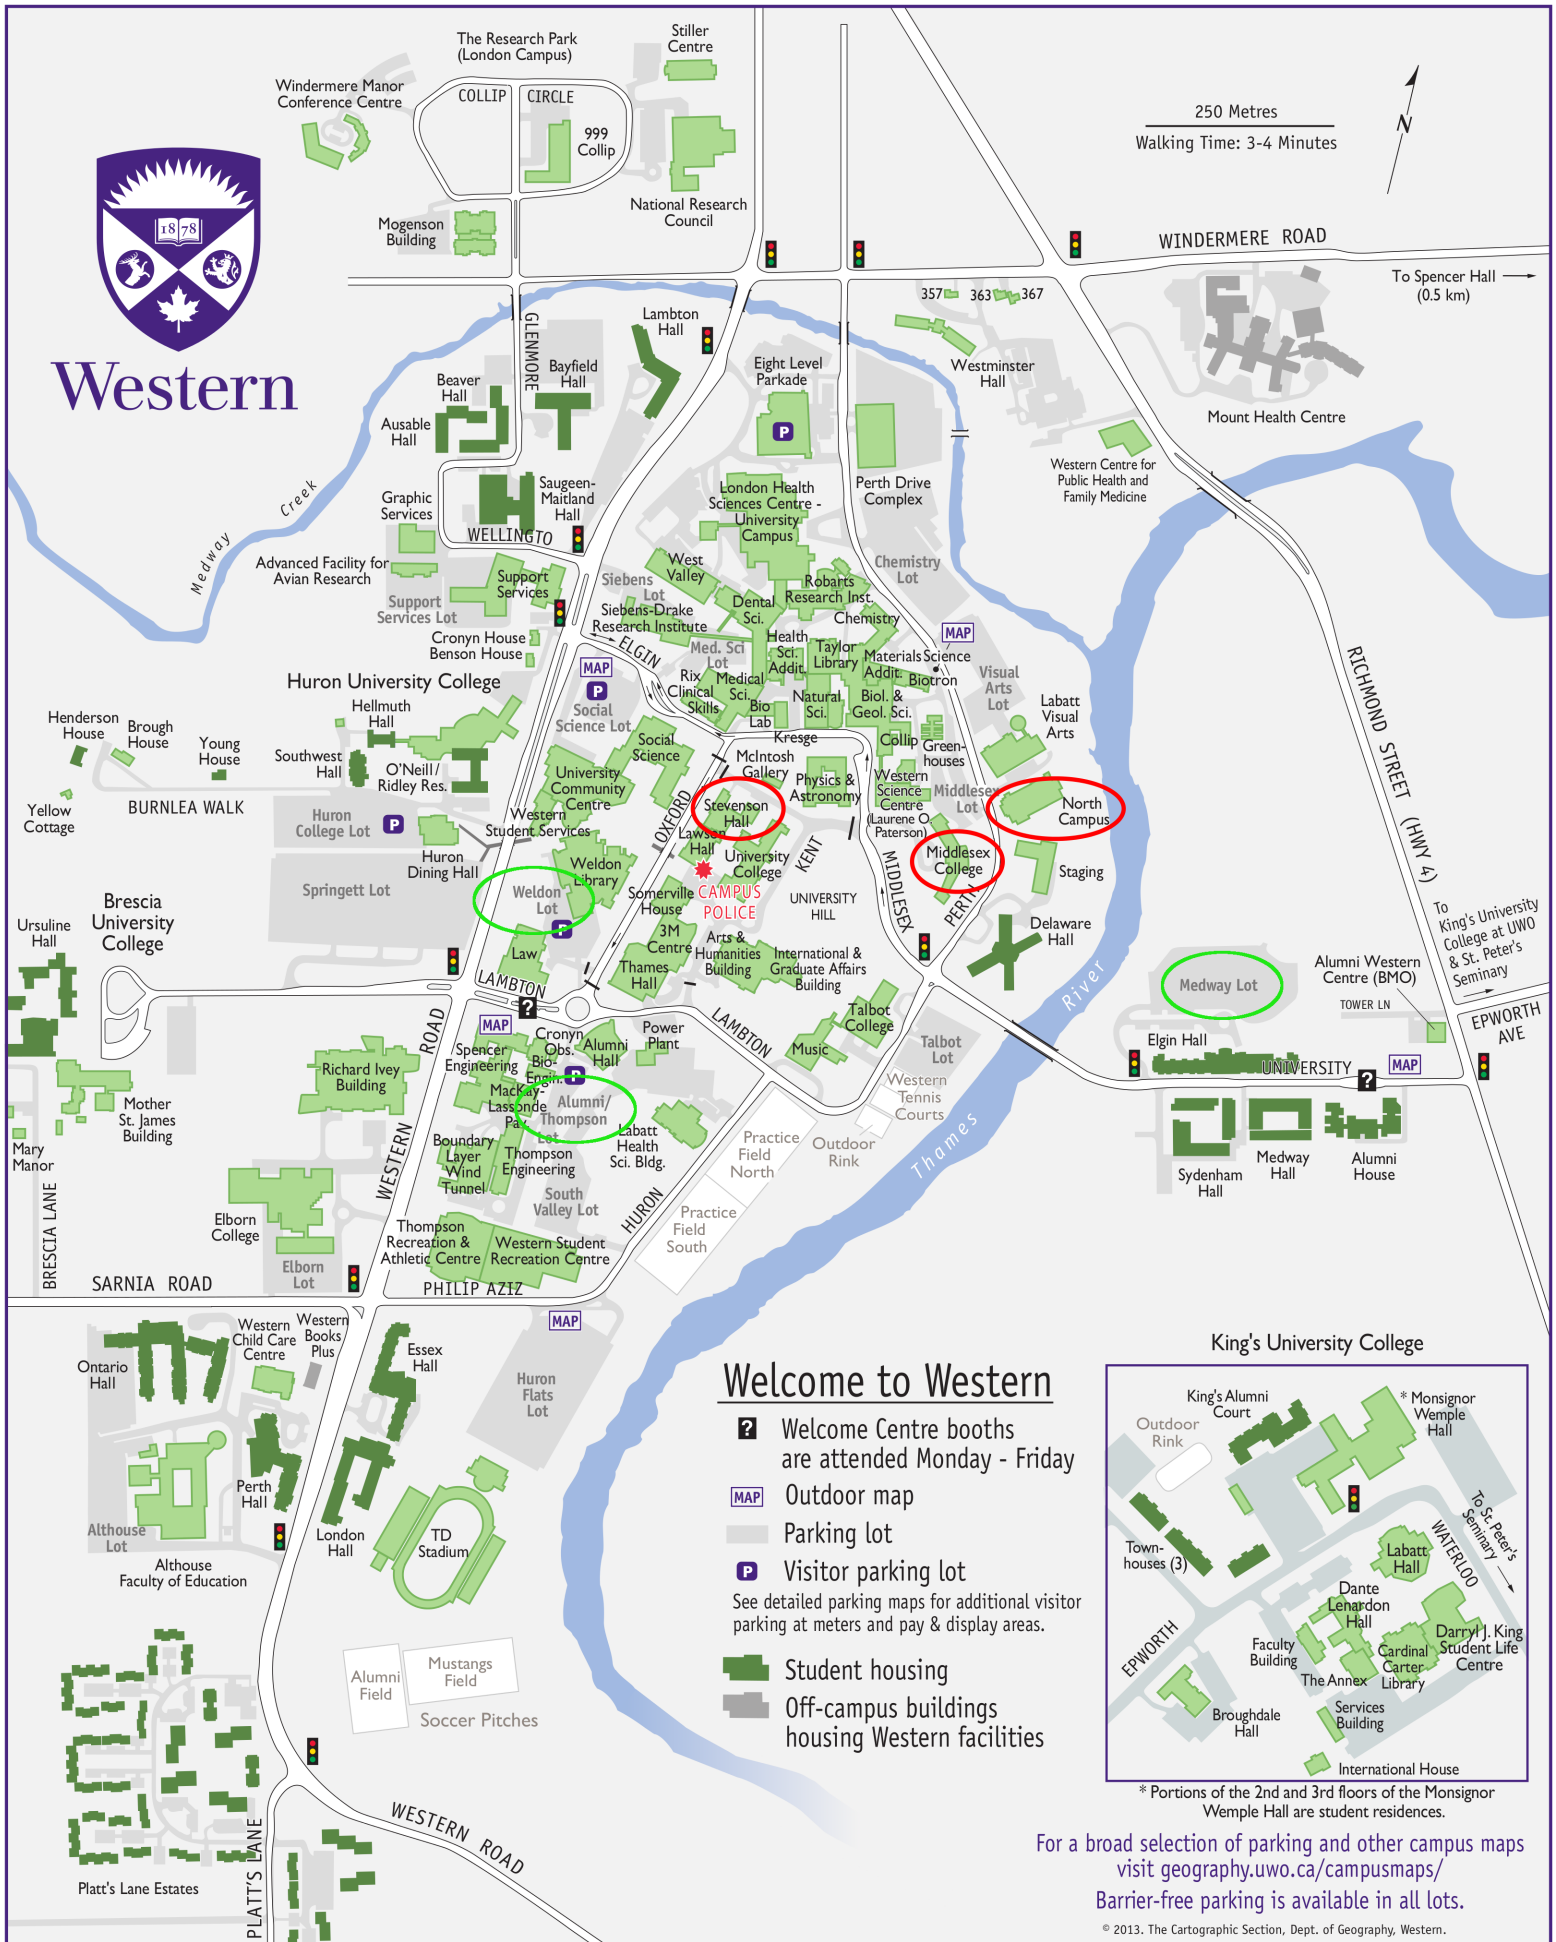 The Research Park
(London Campus)
Stiller
Centre
Windermere Manor
Conference Centre
COLLIP
CIRCLE
999
Collip
250 Metres
Walking Time: 3-4 Minutes
N
National Research
Council
Mogenson
Building
1878
Western
WINDERMERE ROAD
To Spencer Hall
(0.5 km)
357
363
367
Lambton
Hall
GLENMORE
Bayfield
Hall
Eight Level
Parkade
P
Westminster
Hall
Mount Health Centre
Beaver
Hall
Ausable
Hall
Western Centre for
Public Health and
Family Medicine
Medway Creek
Graphic
Services
Saugeen-
Maitland
Hall
WELLINGTO
London Health
Sciences Centre -
University
Campus
Perth Drive
Complex
Chemistry
Lot
Advanced Facility for
Avian Research
Support
Services
Support
Services Lot
West
Valley
Siebens
Lot
Siebens-Drake
Research Institute
Robarts
Research Inst.
Dental
Sci.
Chemistry
Cronyn House
Benson House
ELGIN
MAP
P
Med. Sci
Lot
Health
Sci.
Addit.
Taylor
Library
Materials Science
Addit.
Biotron
MAP
Visual
Arts
Lot
Rix
Clinical
Skills
Medical
Sci.
Bio
Lab
Natural
Sci.
Biol. &
Geol. Sci.
Labatt
Visual
Arts
RICHMOND STREET (HWY 4)
Huron University College
Hellmuth
Hall
Social
Science Lot
Henderson
House
Brough
House
Young
House
Southwest
Hall
O'Neill/
Ridley Res.
Yellow
Cottage
BURNLEA WALK
Huron
College Lot
P
Huron
Dining Hall
Springett Lot
Social
Science
University
Community
Centre
Western
Student Services
Kresge
Collip
Green-
houses
McIntosh
Gallery
Physics &
Astronomy
Western
Science
Centre
(Laurene O.
Paterson)
Middlesex
Lot
North
Campus
Stevenson
Hall
OXFORD
Lawson
Hall
University
College
KENT
Middlesex
College
Staging
Weldon
Library
Weldon
Lot
P
CAMPUS
POLICE
Somerville
House
UNIVERSITY
HILL
MIDDLESEX
PERTH
Delaware
Hall
Brescia
University
College
Ursuline
Hall
Law
3M
Centre
Thames
Hall
Arts &
Humanities
Building
International &
Graduate Affairs
Building
To
King's University
College at UWO
& St. Peter's
Seminary
Medway Lot
Alumni Western
Centre (BMO)
TOWER LN
EPWORTH
AVE
LAMBTON
?
MAP
Cronyn
Obs.
Alumni
Hall
Power
Plant
LAMBTON
Music
Talbot
College
Talbot
Lot
Elgin Hall
UNIVERSITY
?
MAP
Spencer
Engineering
Bio-
Engin.
P
Mackay-
Lassonde
Pav.
Alumni/
Thompson
Lot
Western
Tennis
Courts
Outdoor
Rink
Thames River
Richard Ivey
Building
Mother
St. James
Building
Mary
Manor
BRESCIA LANE
WESTERN ROAD
Boundary
Layer
Wind
Tunnel
Thompson
Engineering
Labatt
Health
Sci. Bldg.
Practice
Field
North
Practice
Field
South
Sydenham
Hall
Medway
Hall
Alumni
House
Elborn
College
Elborn
Lot
South
Valley Lot
HURON
Thompson
Recreation &
Athletic Centre
Western Student
Recreation Centre
SARNIA ROAD
PHILIP AZIZ
MAP
Ontario
Hall
Western
Child Care
Centre
Western
Books
Plus
Essex
Hall
Huron
Flats
Lot
Perth
Hall
London
Hall
TD
Stadium
Althouse
Lot
Althouse
Faculty of Education
Alumni
Field
Mustangs
Field
Soccer Pitches
Platt's Lane Estates
PLATT'S LANE
WESTERN ROAD
Welcome to Western
? Welcome Centre booths
are attended Monday - Friday
MAP Outdoor map
Parking lot
P Visitor parking lot
See detailed parking maps for additional visitor
parking at meters and pay & display areas.
Student housing
Off-campus buildings
housing Western facilities
King's University College
King's Alumni
Court
* Monsignor
Wemple
Hall
Outdoor
Rink
Town-
houses (3)
To St. Peter's
Seminary
WATERLOO
Labatt
Hall
Dante
Lenardon
Hall
EPWORTH
Faculty
Building
The Annex
Cardinal
Carter
Library
Darryl J. King
Student Life
Centre
Broughdale
Hall
Services
Building
International House
* Portions of the 2nd and 3rd floors of the Monsignor
Wemple Hall are student residences.
For a broad selection of parking and other campus maps
visit geography.uwo.ca/campusmaps/
Barrier-free parking is available in all lots.
© 2013. The Cartographic Section, Dept. of Geography, Western.